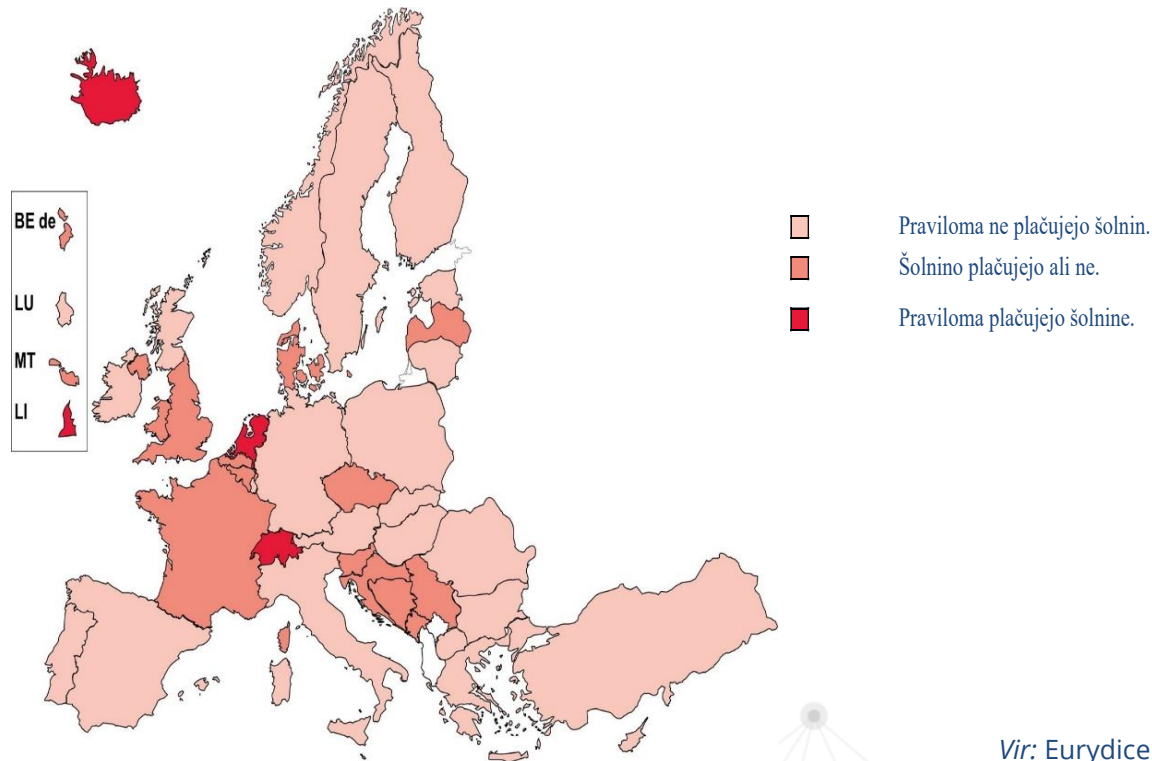 BE de
LU
MT
LI
Praviloma ne plačujejo šolnin.
Šolnino plačujejo ali ne.
Praviloma plačujejo šolnine.
Vir: Eurydice